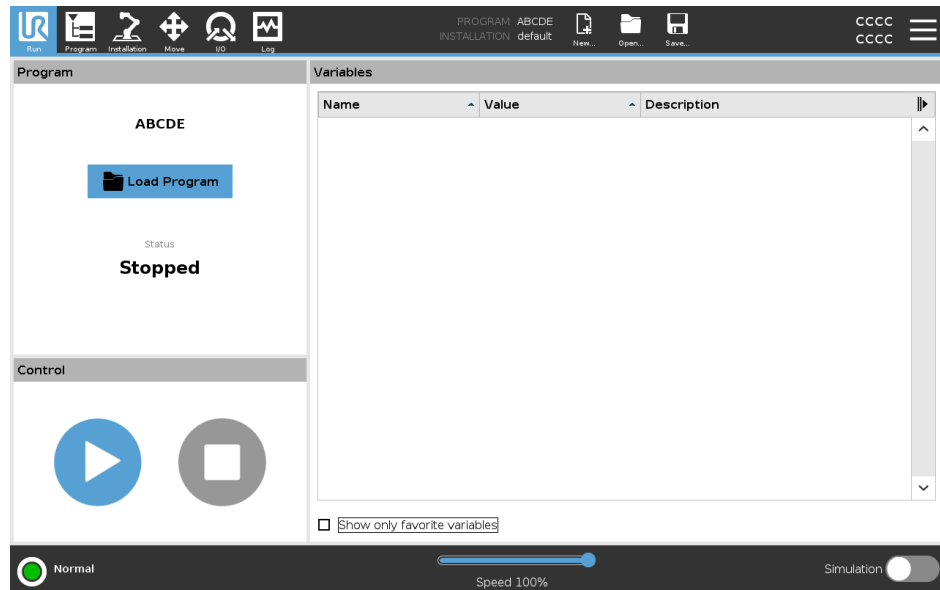 Run
Program
Installation
Move
I/O
Log
PROGRAM ABCDE
INSTALLATION default
New...
Open...
Save...
CCCC
CCCC
Program
ABCDE
Load Program
Status
Stopped
Control
Variables
Name Value Description
Show only favorite variables
Normal
Speed 100%
Simulation